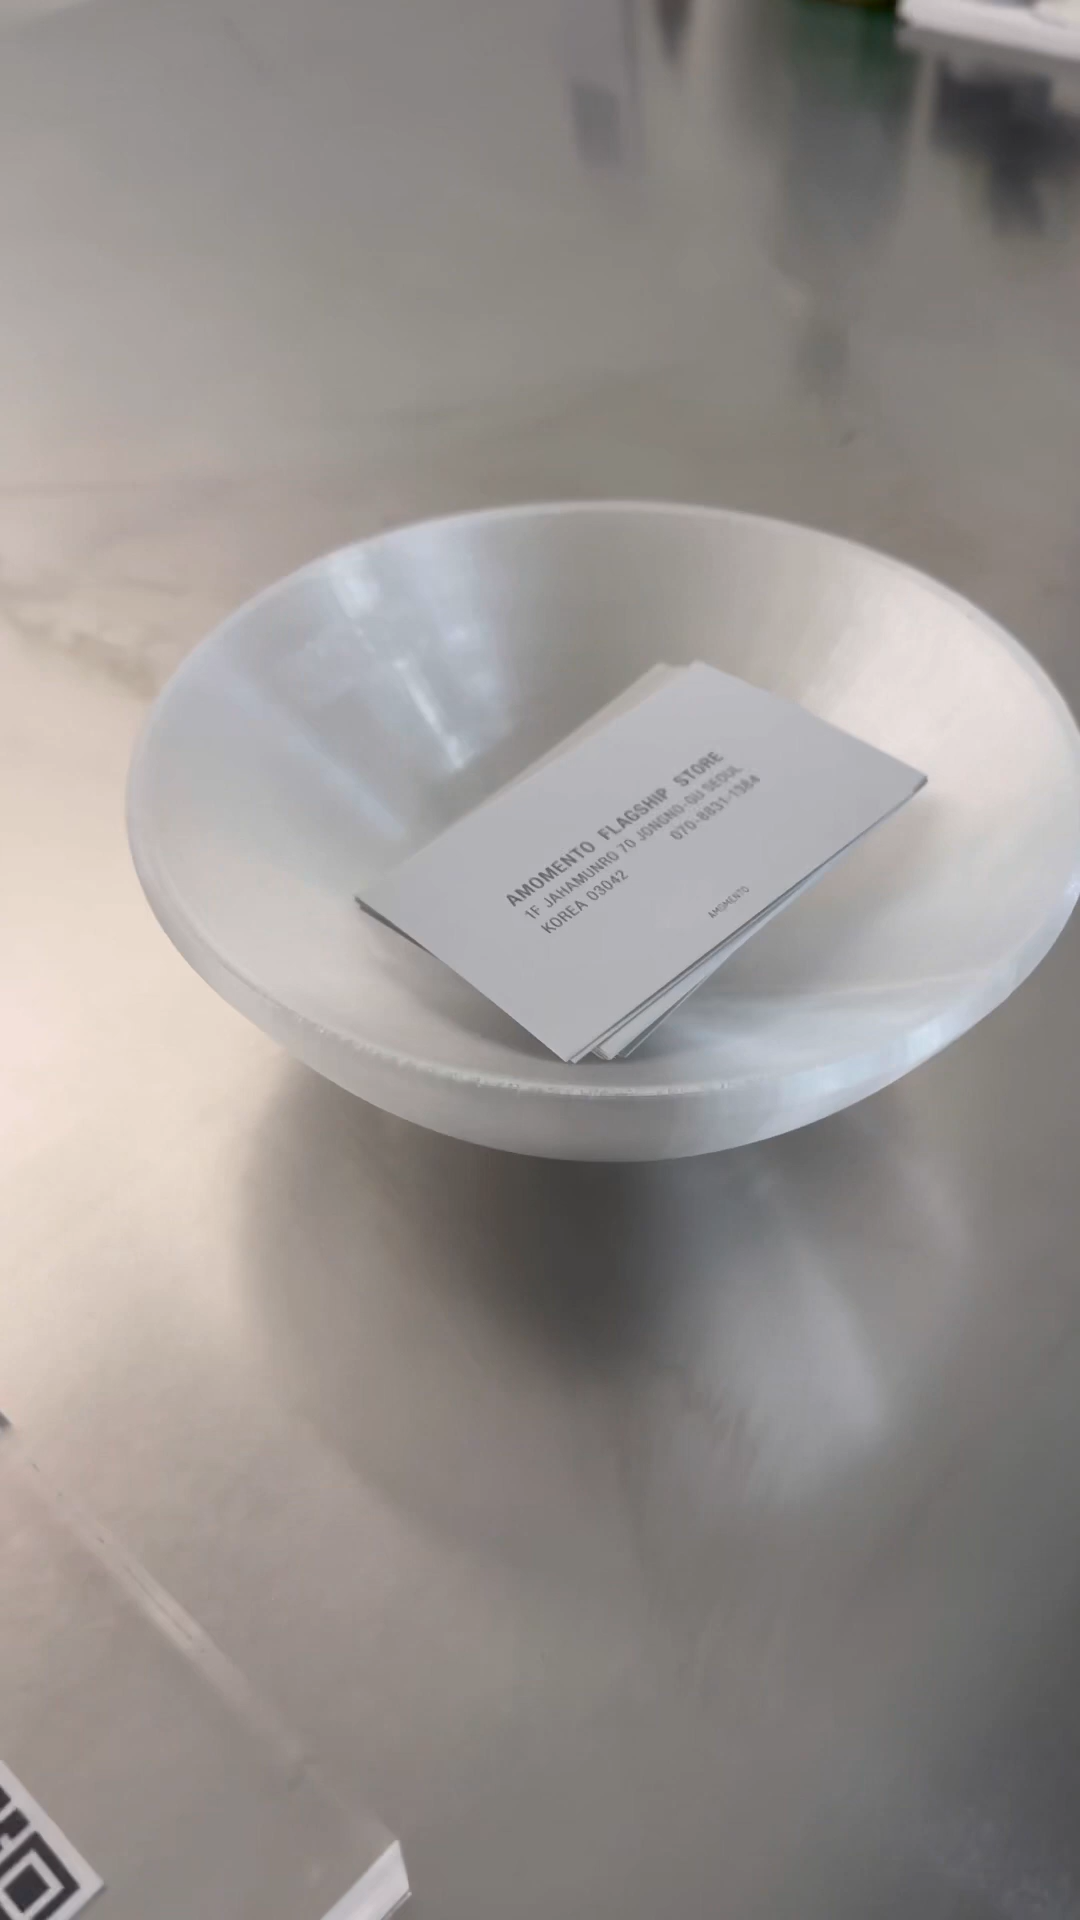 AMOMENTO FLAGSHIP STORE
1F JAHAMUNRO 70 JONGNO-GU SEOUL
KOREA 03042
070-8831-1384
AMOMENTO